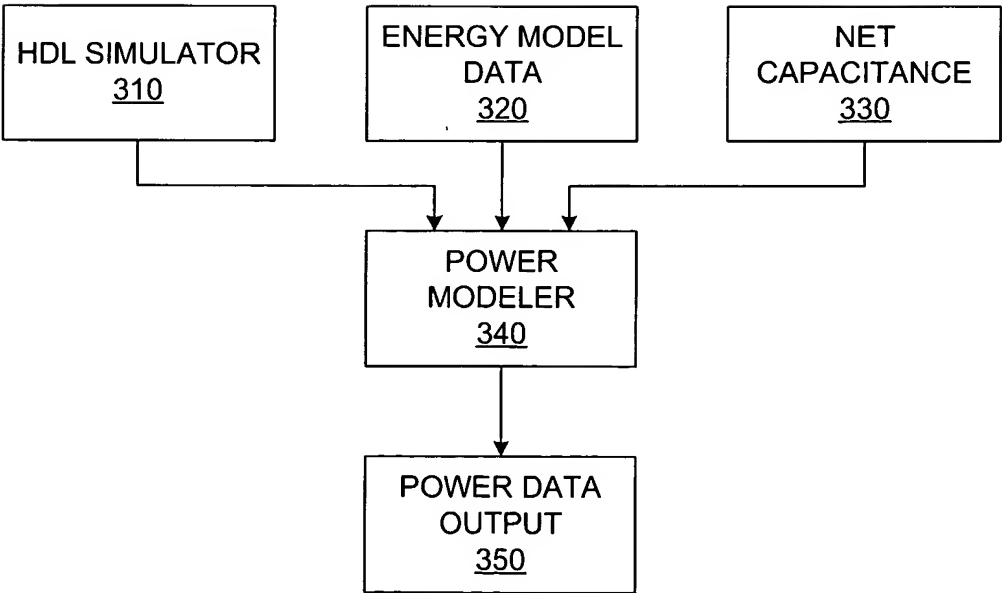 HDL SIMULATOR
310
ENERGY MODEL
DATA
320
NET
CAPACITANCE
330
POWER
MODELER
340
POWER DATA
OUTPUT
350